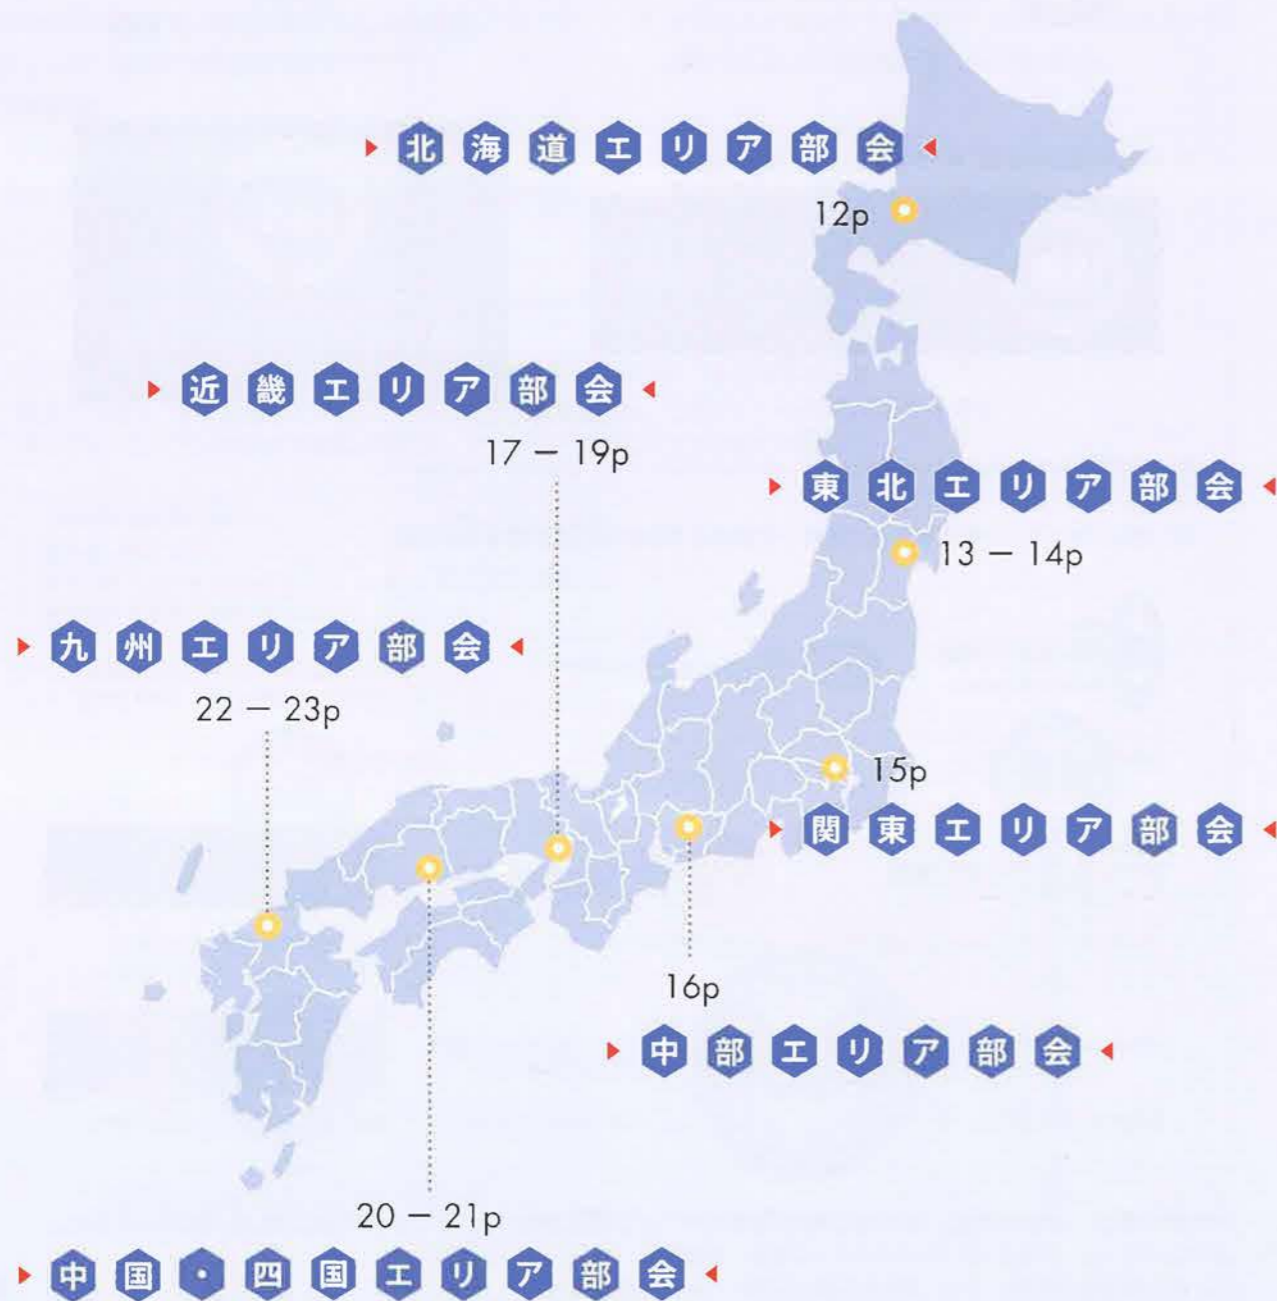 北海道エリア部会
12p
近畿エリア部会
17 − 19p
東北エリア部会
13 − 14p
九州エリア部会
22 − 23p
15p
関東エリア部会
16p
中部エリア部会
20 − 21p
中国・四国エリア部会